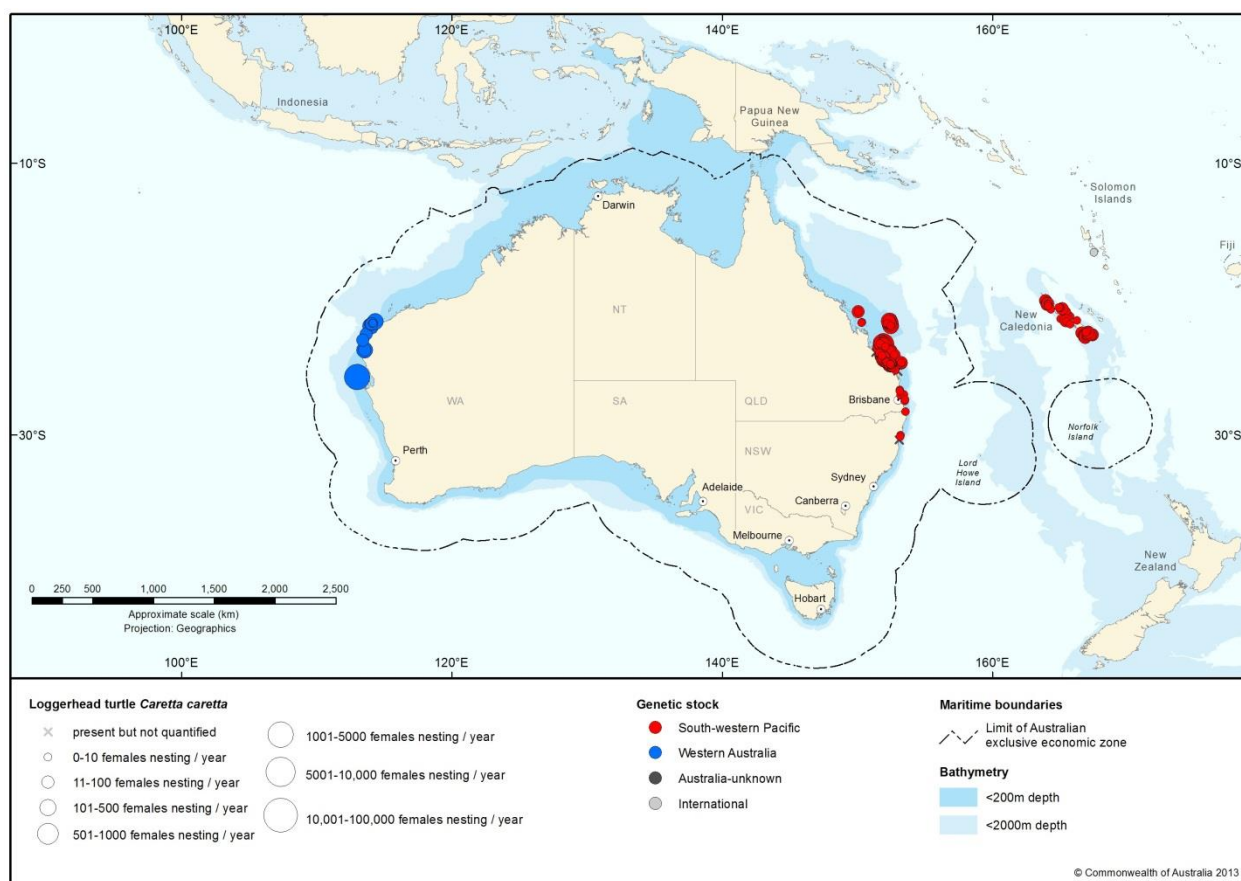 100°E
120°E
140°E
160°E
Indonesia
Papua New
Guinea
10°S
10°S
Solomon
Islands
Darwin
Fiji
NT
New
Caledonia
WA
SA
QLD
Brisbane
30°S
30°S
Norfolk
Island
Perth
NSW
Lord
Howe
Island
Sydney
Adelaide
Canberra
VIC
Melbourne
New
Zealand
0 250 500 1,000 1,500 2,000 2,500
Approximate scale (km)
Projection: Geographics
Hobart
100°E
120°E
140°E
160°E
Loggerhead turtle Caretta caretta
present but not quantified
0-10 females nesting / year
11-100 females nesting / year
101-500 females nesting / year
501-1000 females nesting / year
1001-5000 females nesting / year
5001-10,000 females nesting / year
10,001-100,000 females nesting / year
Genetic stock
South-western Pacific
Western Australia
Australia-unknown
International
Maritime boundaries
Limit of Australian
exclusive economic zone
Bathymetry
<200m depth
<2000m depth
© Commonwealth of Australia 2013